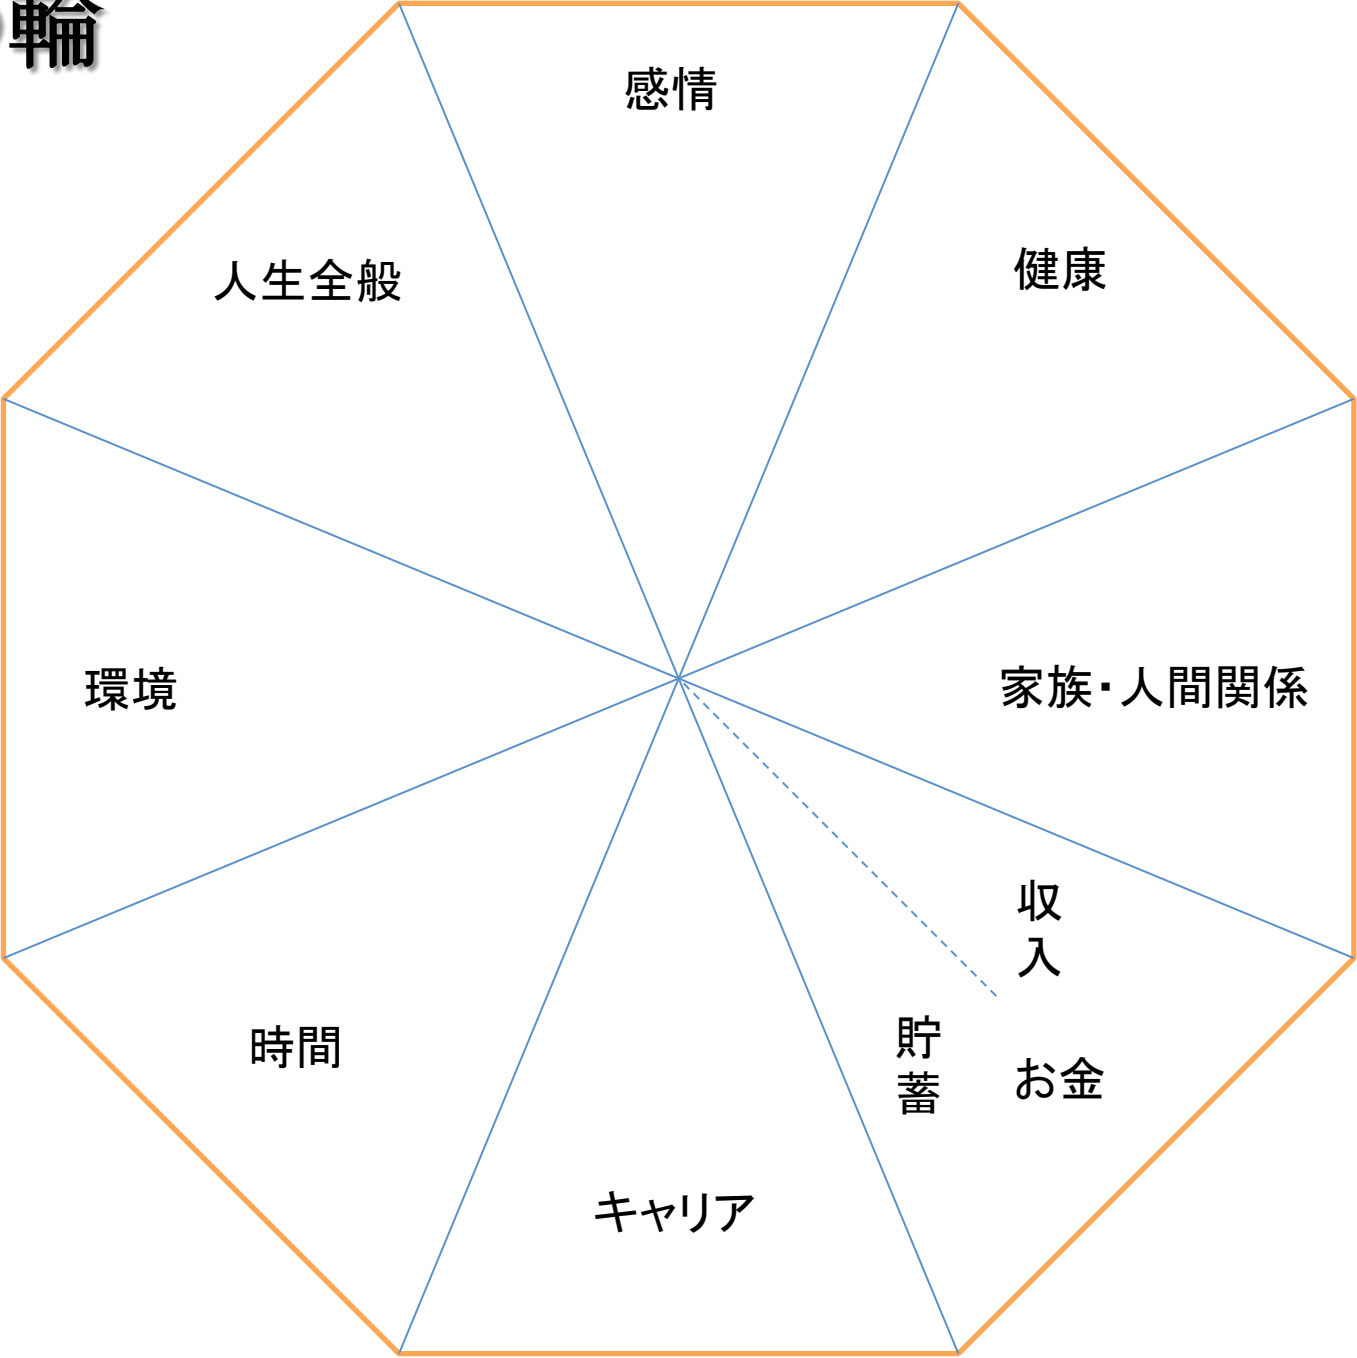 輪
感情
健康
人生全般
環境
家族・人間関係
収入
貯蓄
お金
時間
キャリア